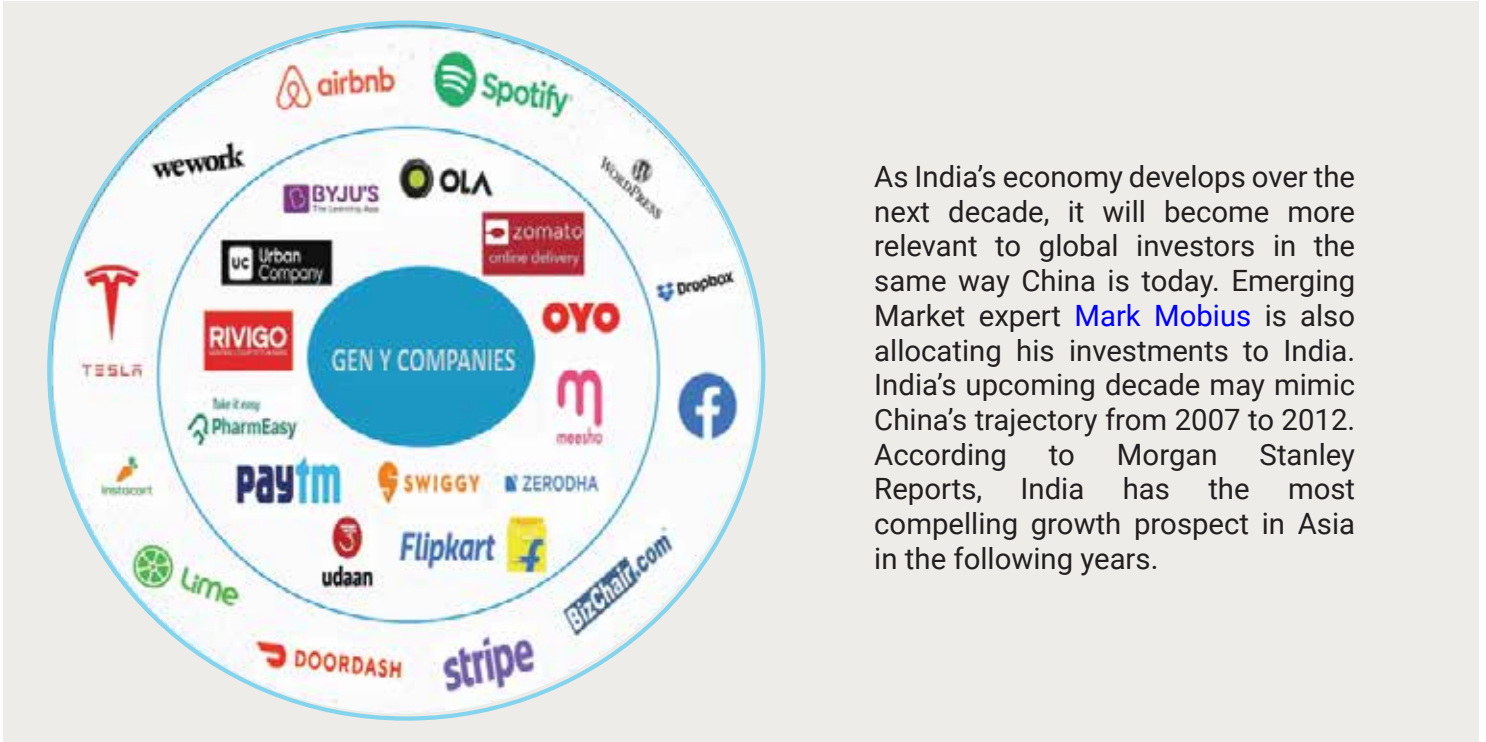 airbnb
Spotify
wework
WORDPRESS
BYJU'S
The Learning App
OLA
zomato
online delivery
uc Urban
Company
Dropbox
TESLA
RIVIGO
OYO
GEN Y COMPANIES
Take it easy
PharmEasy
meesho
f
instacart
paytm
SWIGGY
ZERODHA
udaan
Flipkart f
Lime
BizChair.com
DOORDASH
stripe
As India’s economy develops over the
next decade, it will become more
relevant to global investors in the
same way China is today. Emerging
Market expert Mark Mobius is also
allocating his investments to India.
India’s upcoming decade may mimic
China’s trajectory from 2007 to 2012.
According to Morgan Stanley
Reports, India has the most
compelling growth prospect in Asia
in the following years.